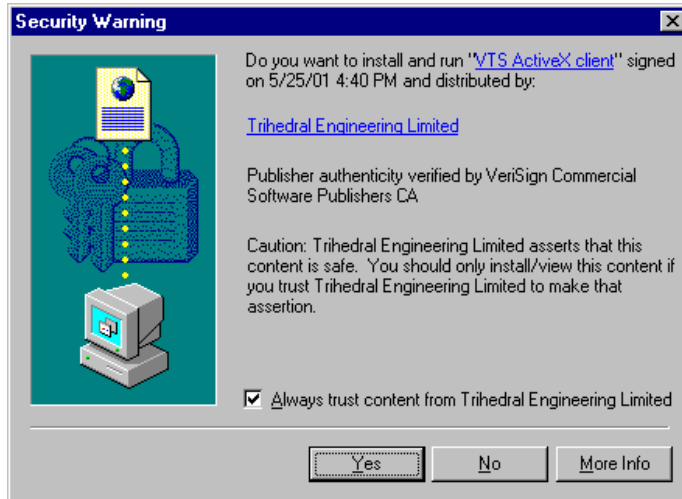 Security Warning
Do you want to install and run "VTS ActiveX client" signed
on 5/25/01 4:40 PM and distributed by:
Trihedral Engineering Limited
Publisher authenticity verified by VeriSign Commercial
Software Publishers CA
Caution: Trihedral Engineering Limited asserts that this
content is safe.  You should only install/view this content if
you trust Trihedral Engineering Limited to make that
assertion.
Always trust content from Trihedral Engineering Limited
Yes
No
More Info